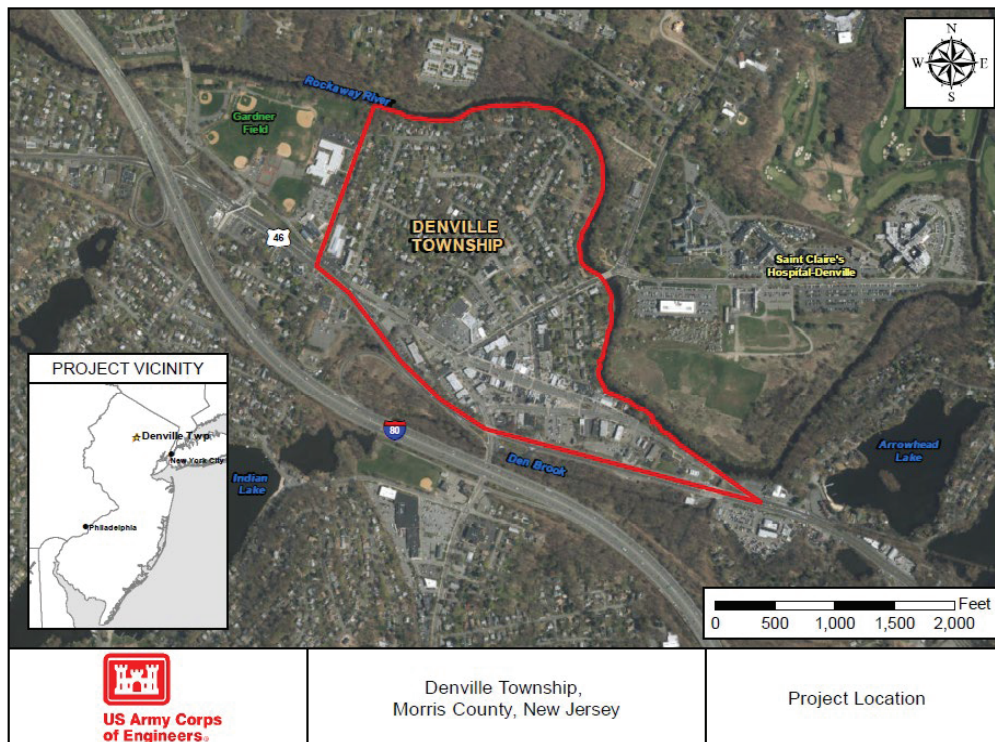 N
W E
S
Rockaway River
Gardner
Field
46
DENVILLE
TOWNSHIP
Saint Claire's
Hospital-Denville
PROJECT VICINITY
Denville Twp
New York City
Philadelphia
80
Den Brook
Indian
Lake
Arrowhead
Lake
Feet
0 500 1,000 1,500 2,000
US Army Corps
of Engineers®
Denville Township,
Morris County, New Jersey
Project Location